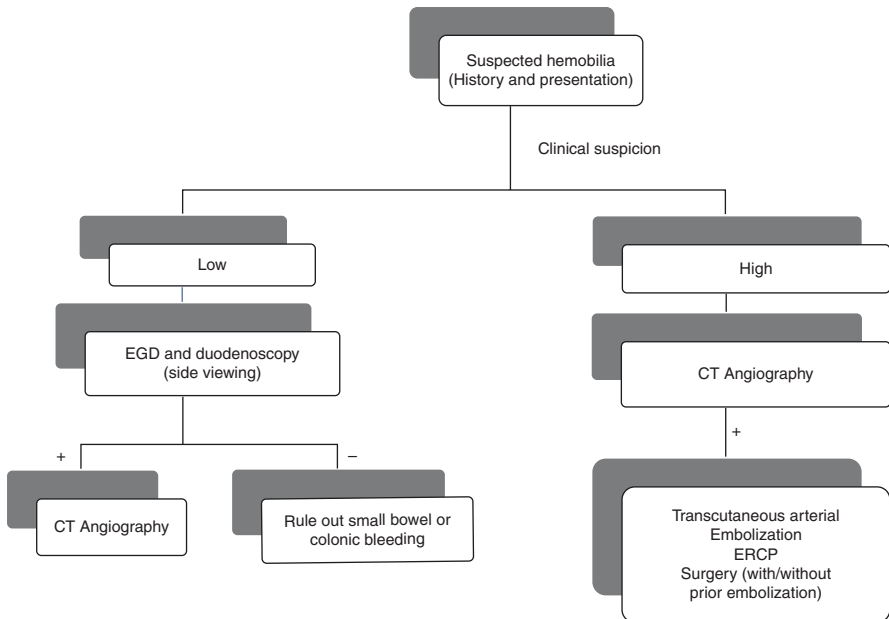 Suspected hemobilia
(History and presentation)
Clinical suspicion
Low
High
EGD and duodenoscopy
(side viewing)
CT Angiography
+
–
+
CT Angiography
Rule out small bowel or
colonic bleeding
Transcutaneous arterial
Embolization
ERCP
Surgery (with/without
prior embolization)